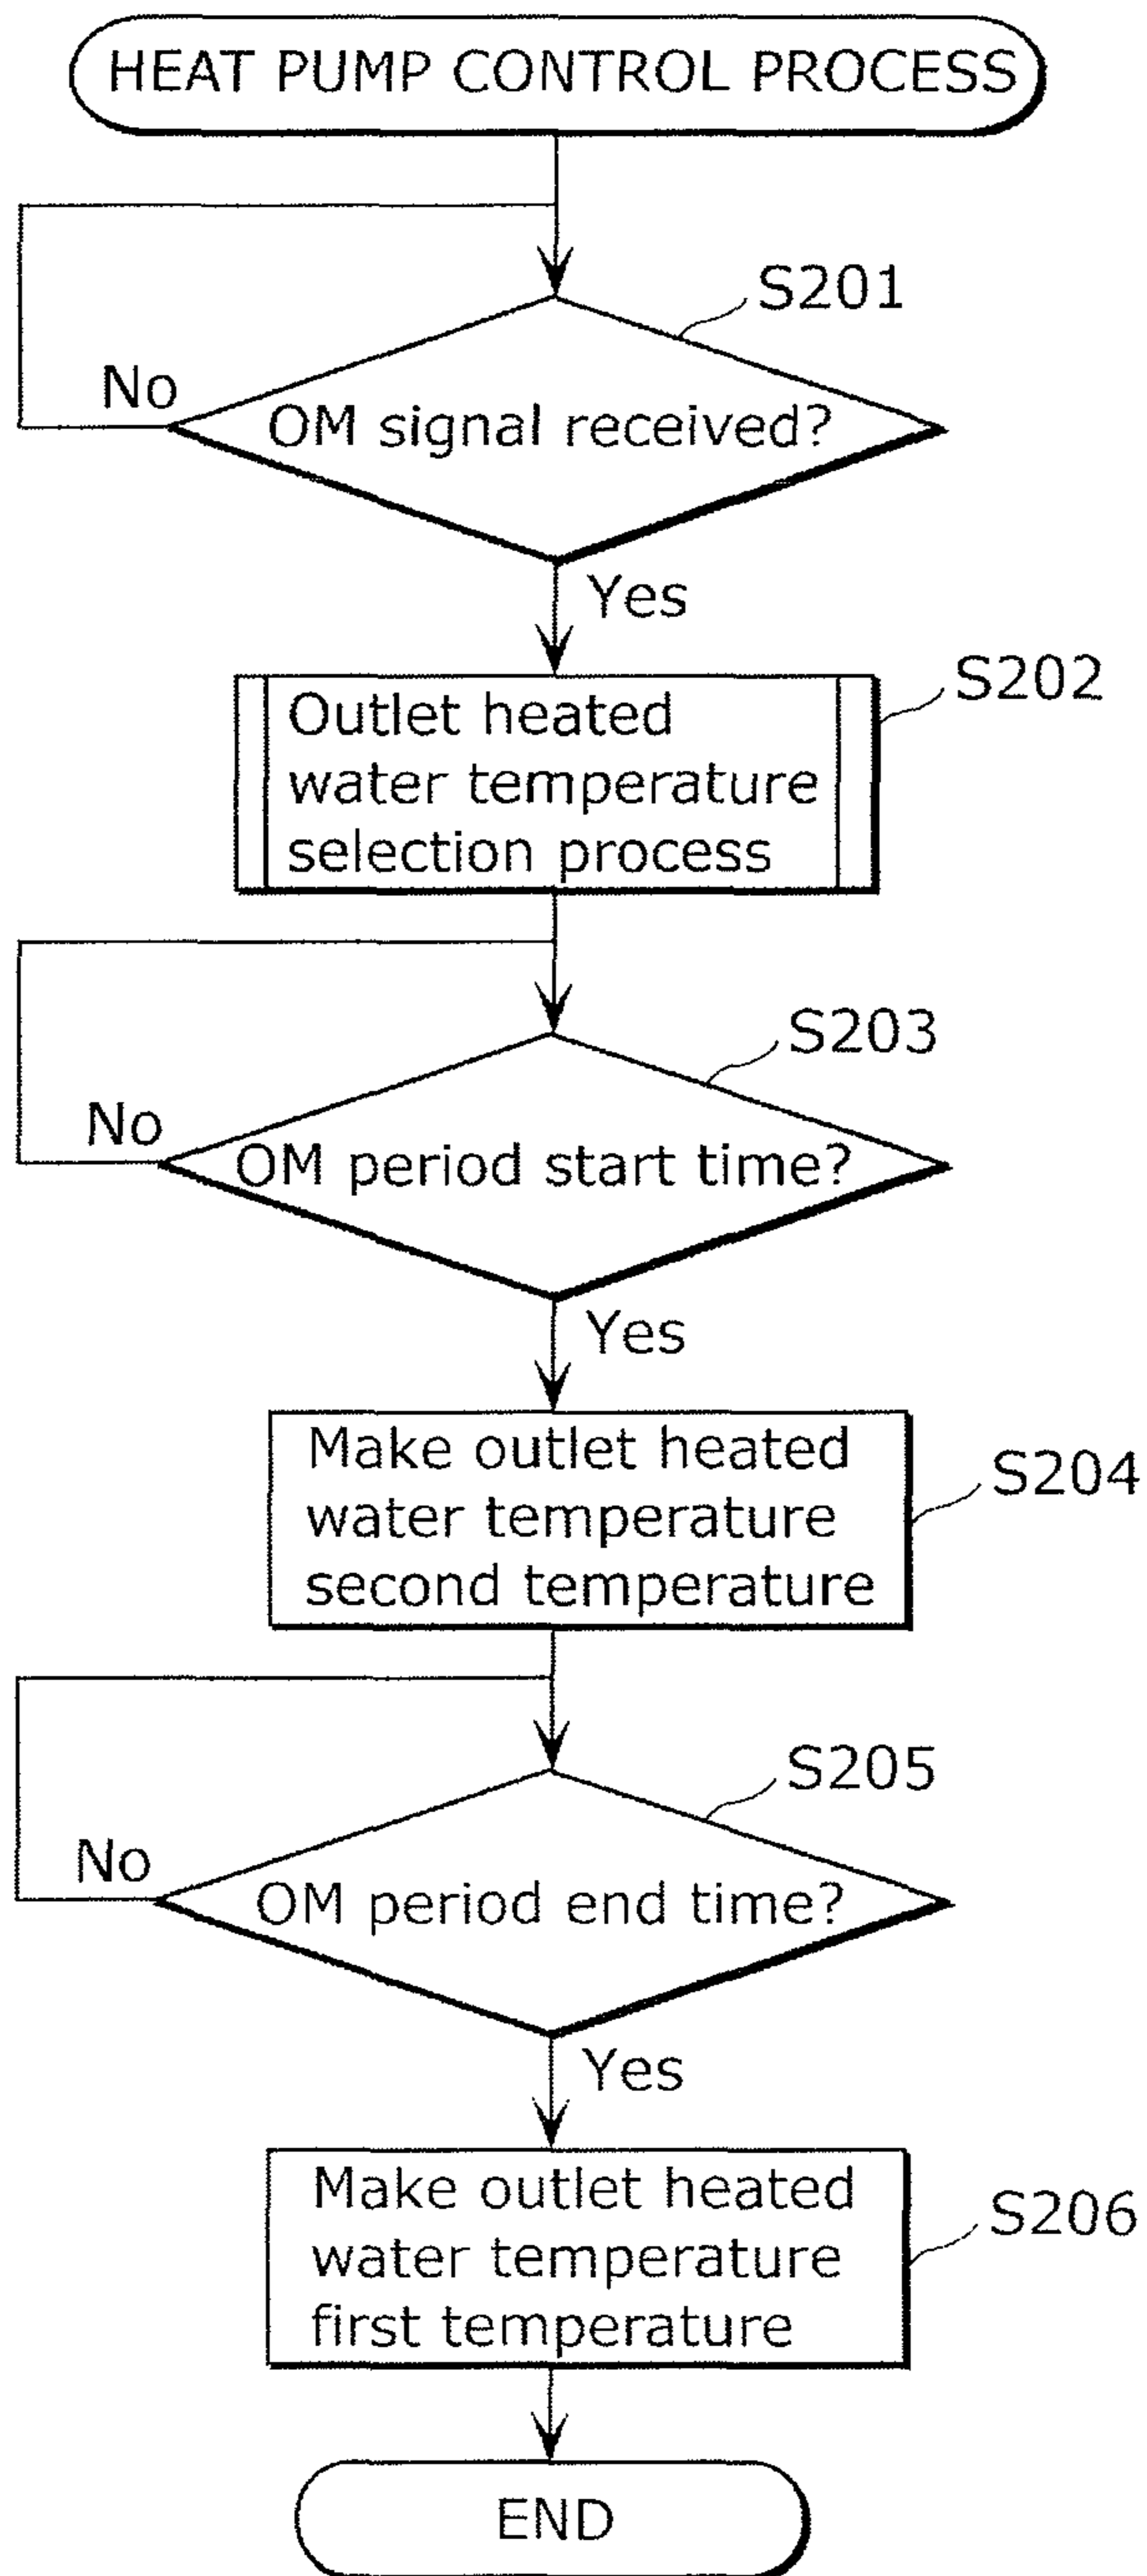 HEAT PUMP CONTROL PROCESS
S201
No
OM signal received?
Yes
S202
Outlet heated
water temperature
selection process
S203
No
OM period start time?
Yes
S204
Make outlet heated
water temperature
second temperature
S205
No
OM period end time?
Yes
S206
Make outlet heated
water temperature
first temperature
END